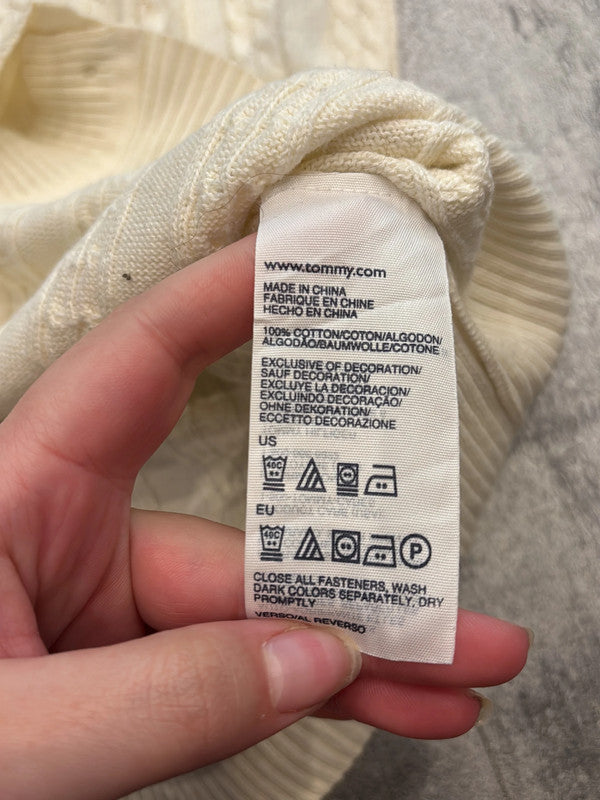 www.tommy.com
MADE IN CHINA
FABRIQUE EN CHINE
HECHO EN CHINA
100% COTTON/COTON/ALGODON/
ALGODÃO/BAUMWOLLE/COTONE
EXCLUSIVE OF DECORATION/
SAUF DECORATION/
EXCLUYE LA DECORACION/
EXCLUINDO DECORAÇÃO/
OHNE DEKORATION/
ECCETTO DECORAZIONE
US
40C
EU
40C P
CLOSE ALL FASTENERS, WASH
DARK COLORS SEPARATELY, DRY
PROMPTLY
VERSO/AL REVERSO